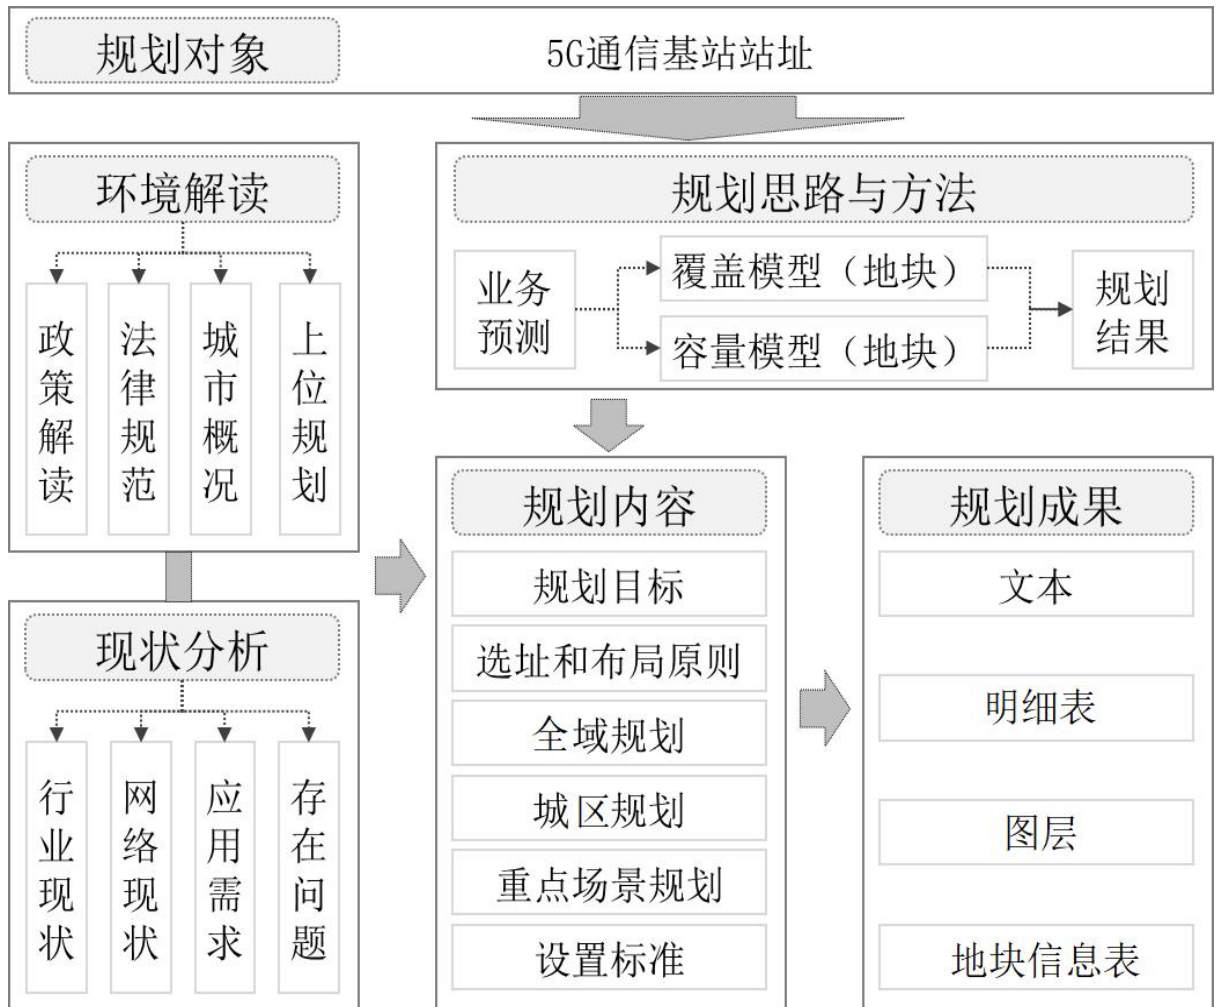 规划对象
5G通信基站站址
环境解读
政策解读
法律规范
城市概况
上位规划
规划思路与方法
业务
预测
覆盖模型（地块）
容量模型（地块）
规划
结果
现状分析
行业现状
网络现状
应用需求
存在问题
规划内容
规划目标
选址和布局原则
全域规划
城区规划
重点场景规划
设置标准
规划成果
文本
明细表
图层
地块信息表